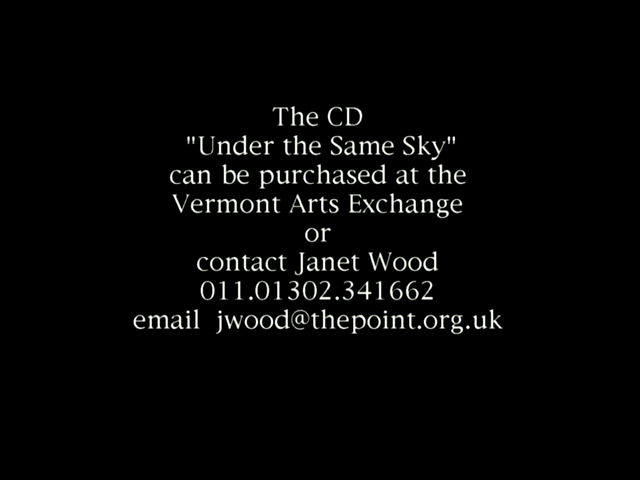 The CD
"Under the Same Sky"
can be purchased at the
Vermont Arts Exchange
or
contact Janet Wood
011.01302.341662
email jwood@thepoint.org.uk